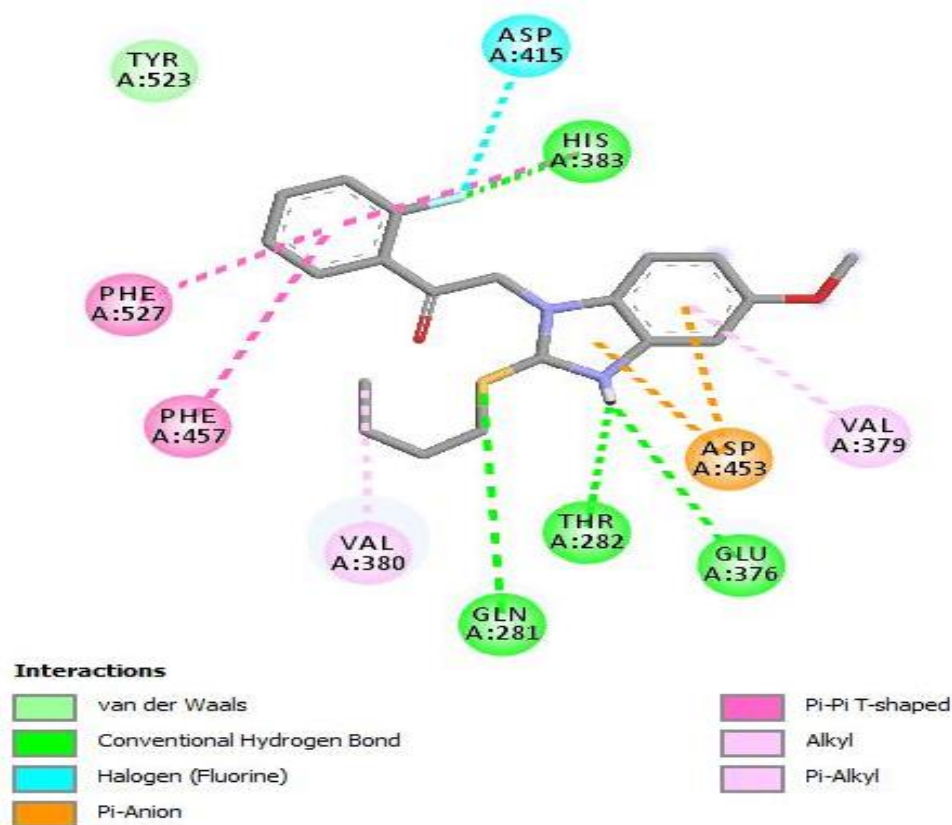 ASP
A:415
TYR
A:523
HIS
A:383
PHE
A:527
PHE
A:457
VAL
A:379
ASP
A:453
THR
A:282
VAL
A:380
GLU
A:376
GLN
A:281
Interactions
van der Waals
Conventional Hydrogen Bond
Halogen (Fluorine)
Pi-Anion
Pi-Pi T-shaped
Alkyl
Pi-Alkyl